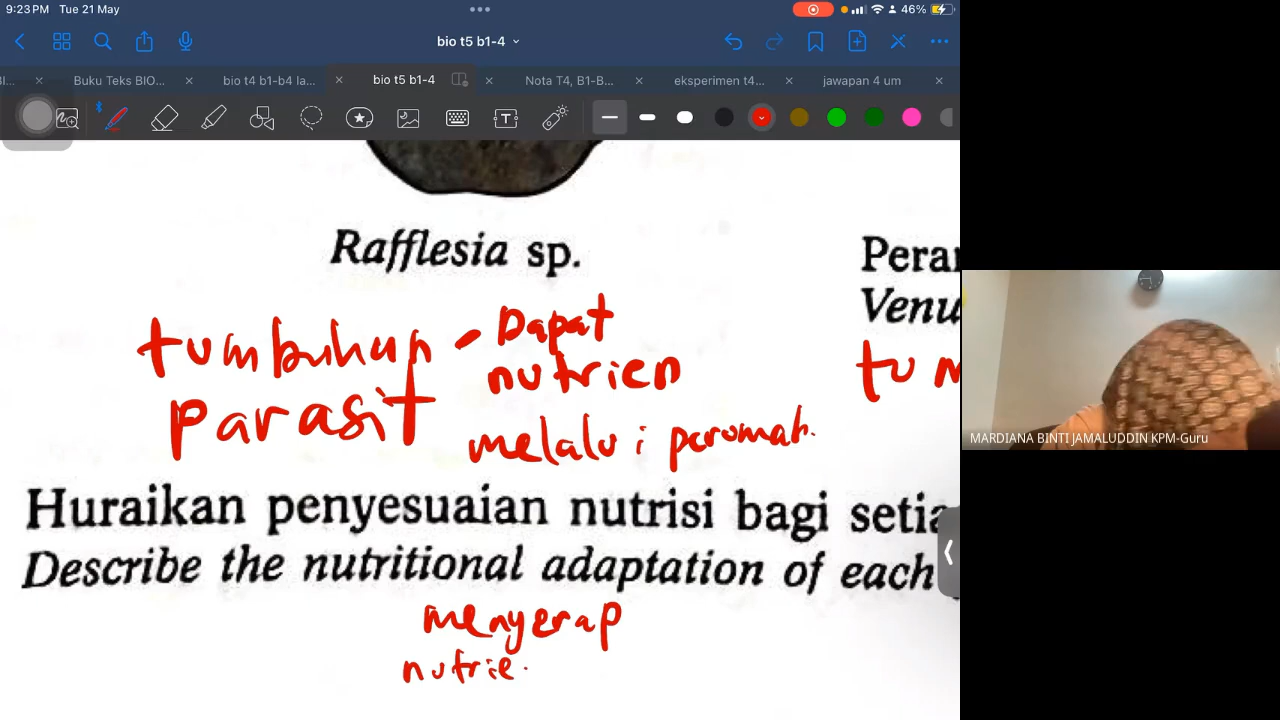 9:23 PM Tue 21 May
46%
bio t5 b1-4
Buku Teks BIO...
bio t4 b1-b4 la...
bio t5 b1-4
Nota T4, B1-B...
eksperimen t4...
jawapan 4 um
Rafflesia sp.
Peran
Venu
tumbuhan
parasit
- Dapat
nutrien
melalui perumah.
tum
Huraikan penyesuaian nutrisi bagi setia
Describe the nutritional adaptation of each
menyerap
nutrie
MARDIANA BINTI JAMALUDDIN KPM-Guru